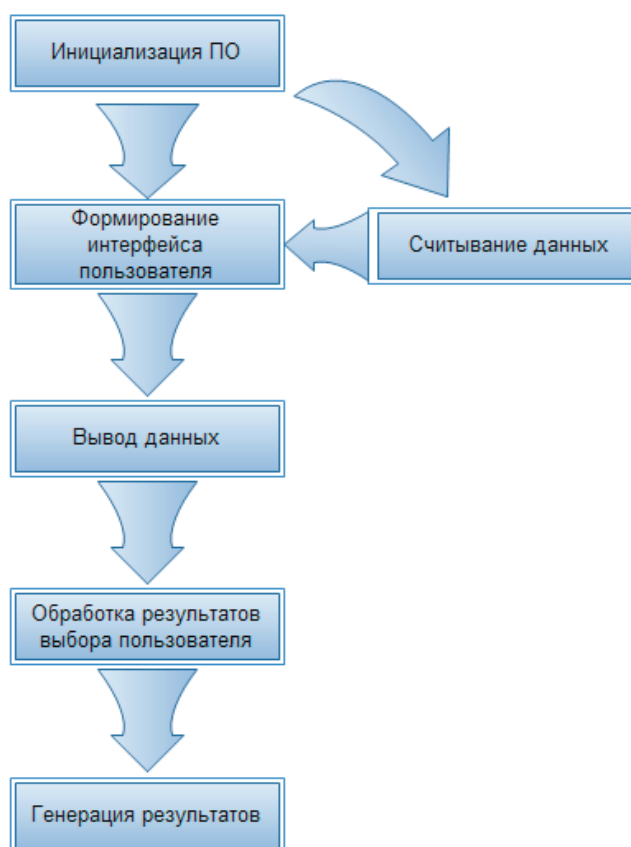 Инициализация ПО
Формирование
интерфейса
пользователя
Считывание данных
Вывод данных
Обработка результатов
выбора пользователя
Генерация результатов